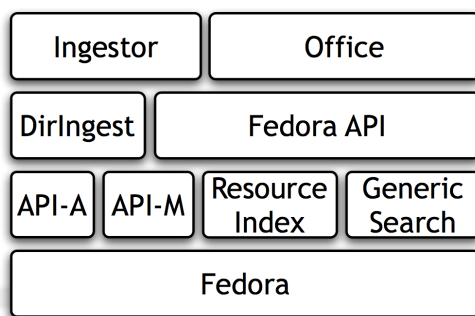 Ingestor
Office
DirIngest
Fedora API
API-A
API-M
Resource
Index
Generic
Search
Fedora